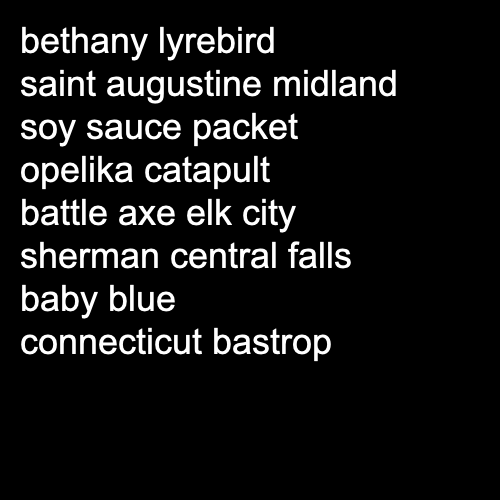 bethany lyrebird
saint augustine midland
soy sauce packet
opelika catapult
battle axe elk city
sherman central falls
baby blue
connecticut bastrop